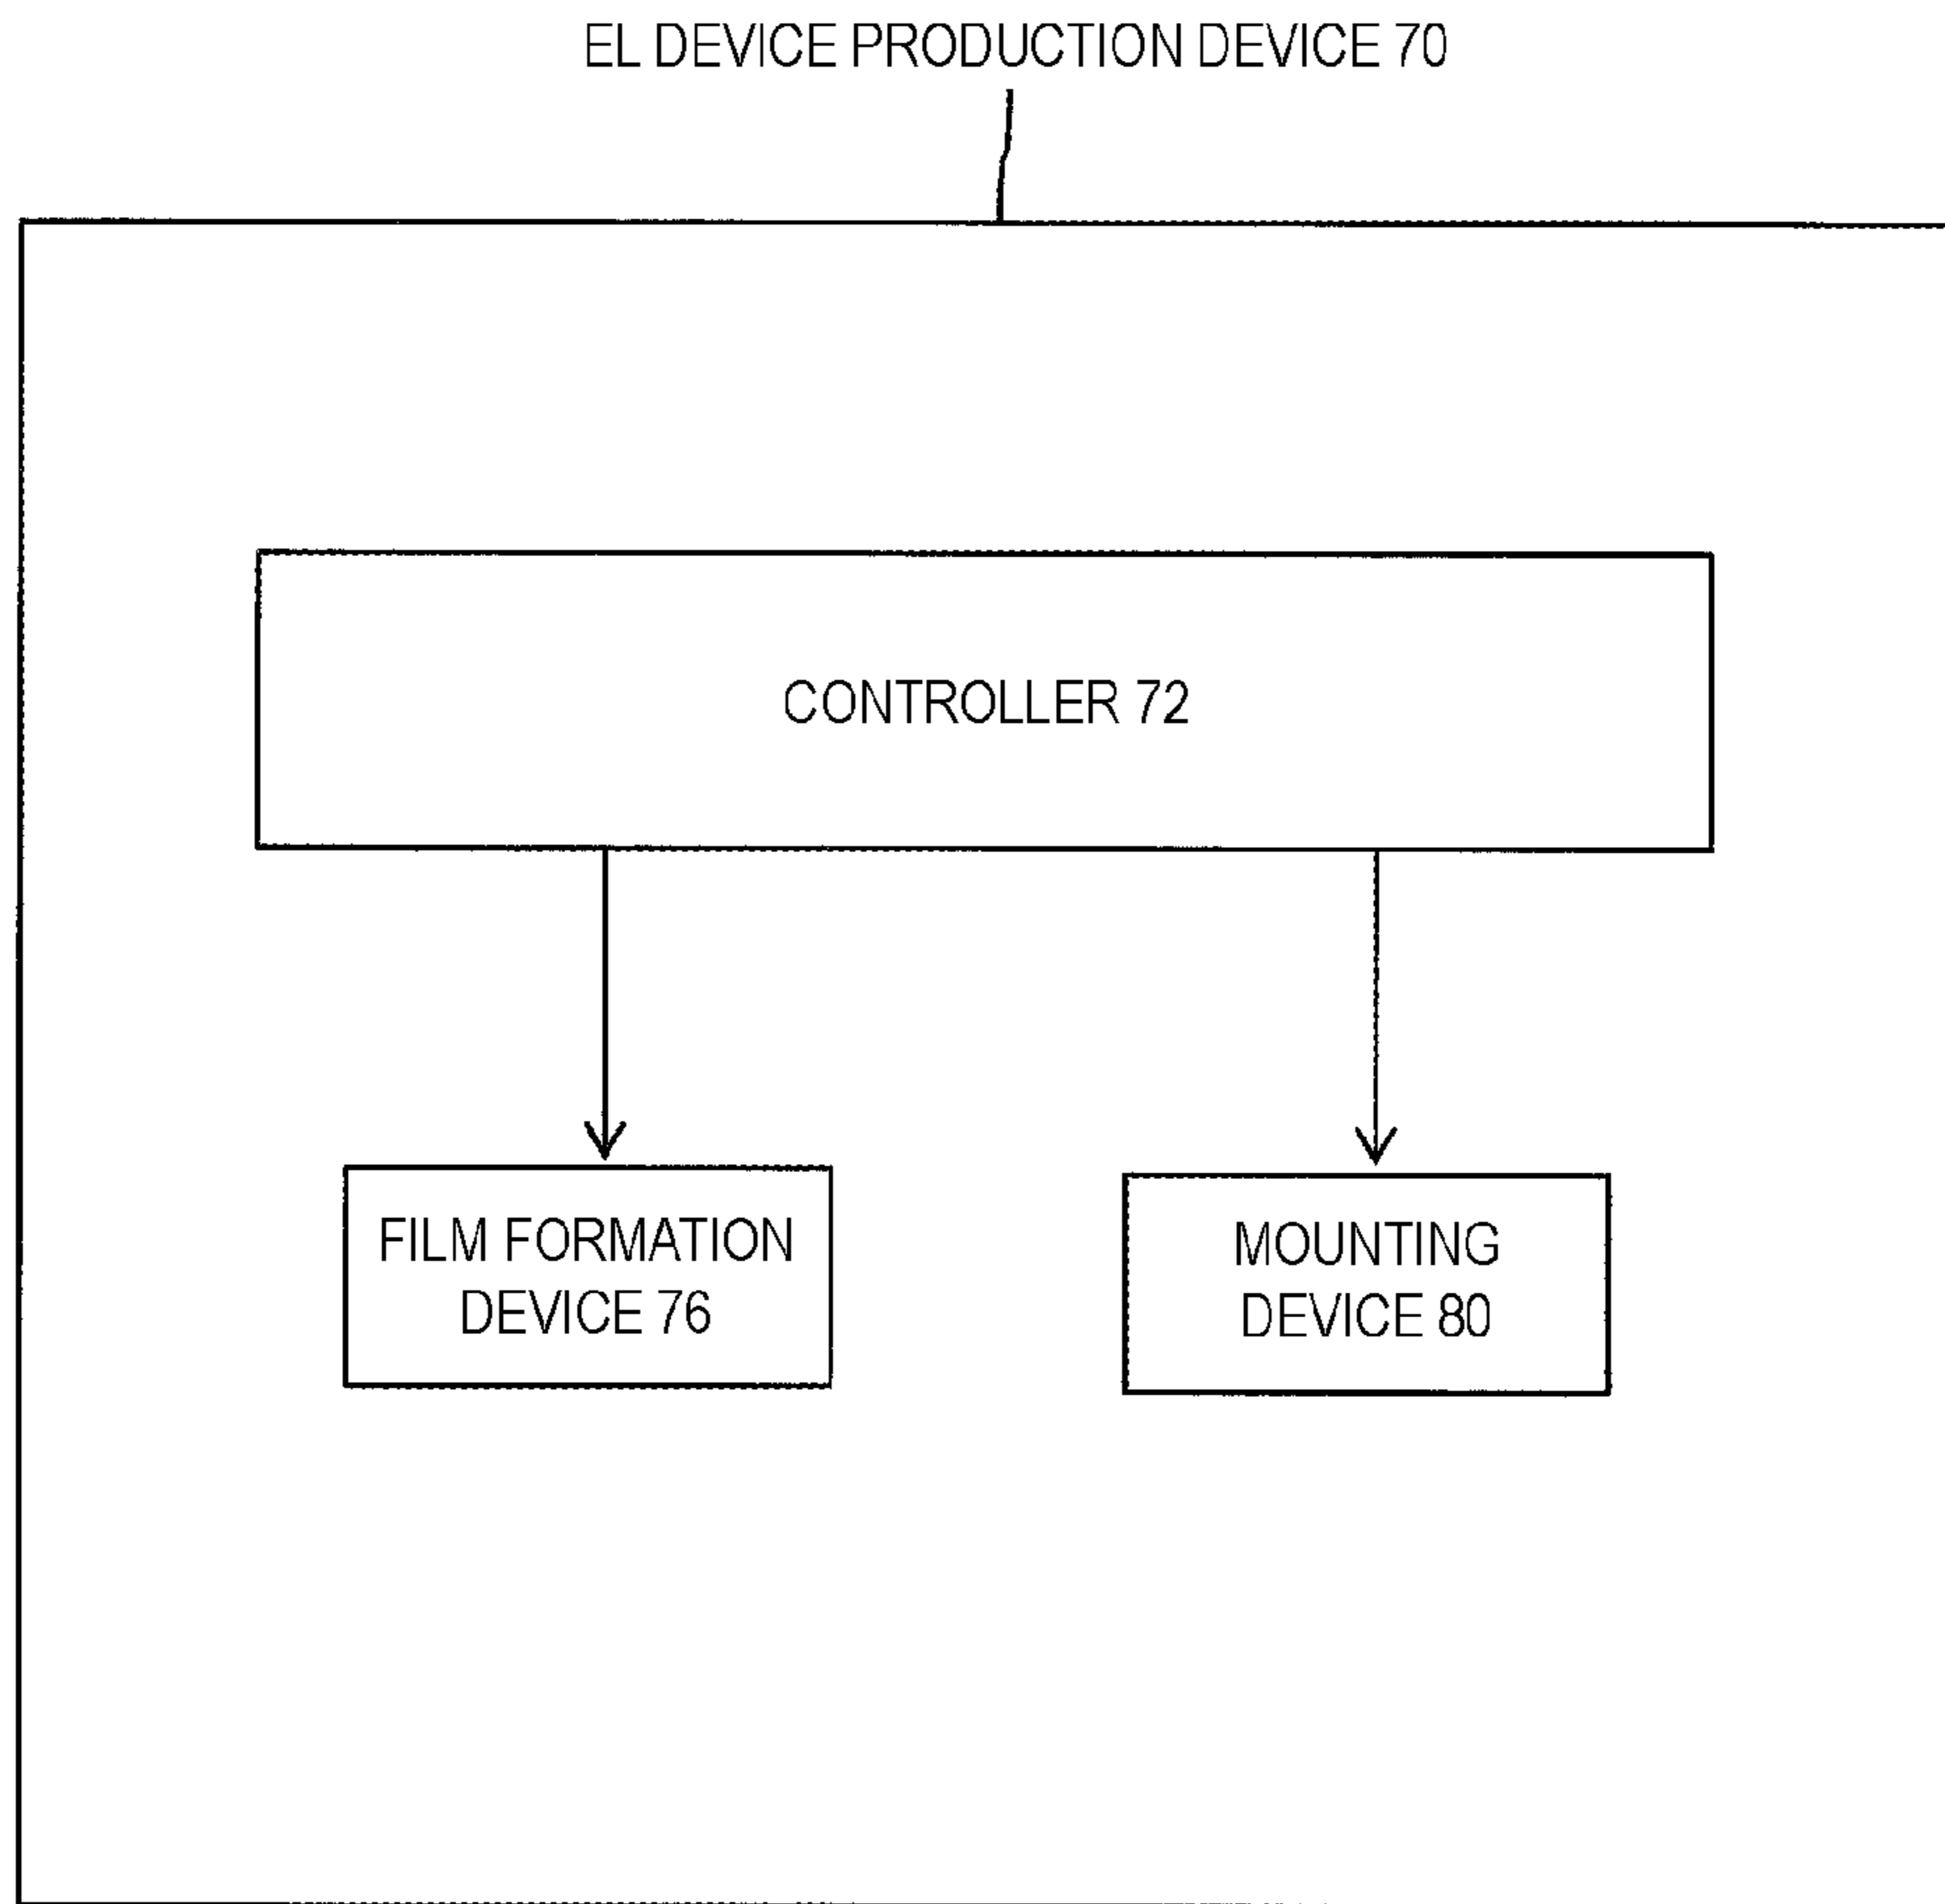 EL DEVICE PRODUCTION DEVICE 70
CONTROLLER 72
FILM FORMATION
DEVICE 76
MOUNTING
DEVICE 80